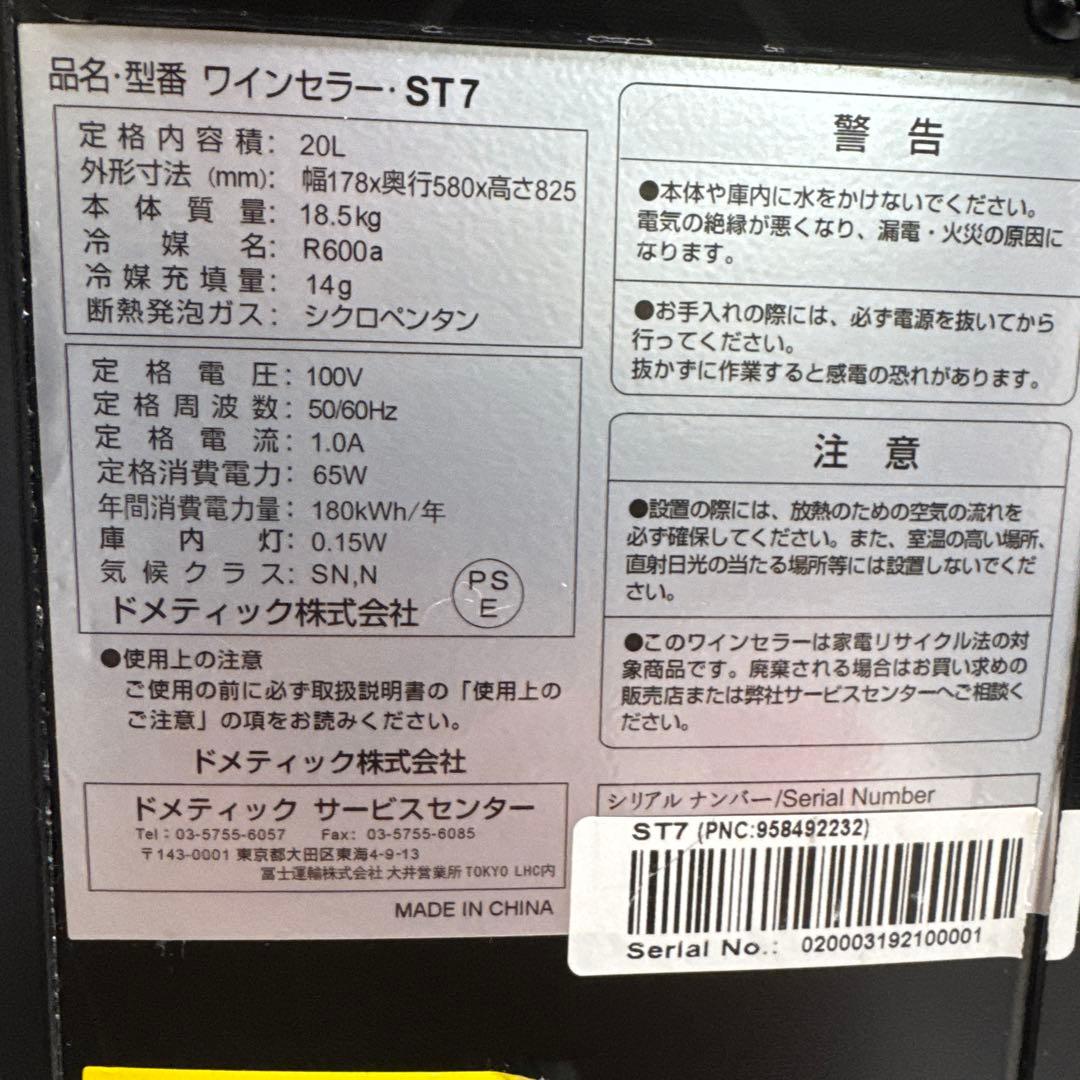 品名・型番 ワインセラー・ST7
定格内容積： 20L
外形寸法 (mm)： 幅178x奥行580x高さ825
本体質量： 18.5kg
冷媒名： R600a
冷媒充填量： 14g
断熱発泡ガス： シクロペンタン
定格電圧： 100V
定格周波数： 50/60Hz
定格電流： 1.0A
定格消費電力： 65W
年間消費電力量： 180kWh/年
庫内灯： 0.15W
気候クラス： SN,N
ドメティック株式会社
PS
E
●使用上の注意
ご使用の前に必ず取扱説明書の「使用上の
ご注意」の項をお読みください。
ドメティック株式会社
ドメティック サービスセンター
Tel：03-5755-6057 Fax：03-5755-6085
〒143-0001 東京都大田区東海4-9-13
冨士運輸株式会社 大井営業所 TOKYO LHC内
MADE IN CHINA
警告
●本体や庫内に水をかけないでください。
電気の絶縁が悪くなり、漏電・火災の原因に
なります。
●お手入れの際には、必ず電源を抜いてから
行ってください。
抜かずに作業すると感電の恐れがあります。
注意
●設置の際には、放熱のための空気の流れを
必ず確保してください。また、室温の高い場所、
直射日光の当たる場所等には設置しないでくだ
さい。
●このワインセラーは家電リサイクル法の対
象商品です。廃棄される場合はお買い求めの
販売店または弊社サービスセンターへご相談く
ださい。
シリアル ナンバー/Serial Number
ST7 (PNC:958492232)
Serial No.: 020003192100001